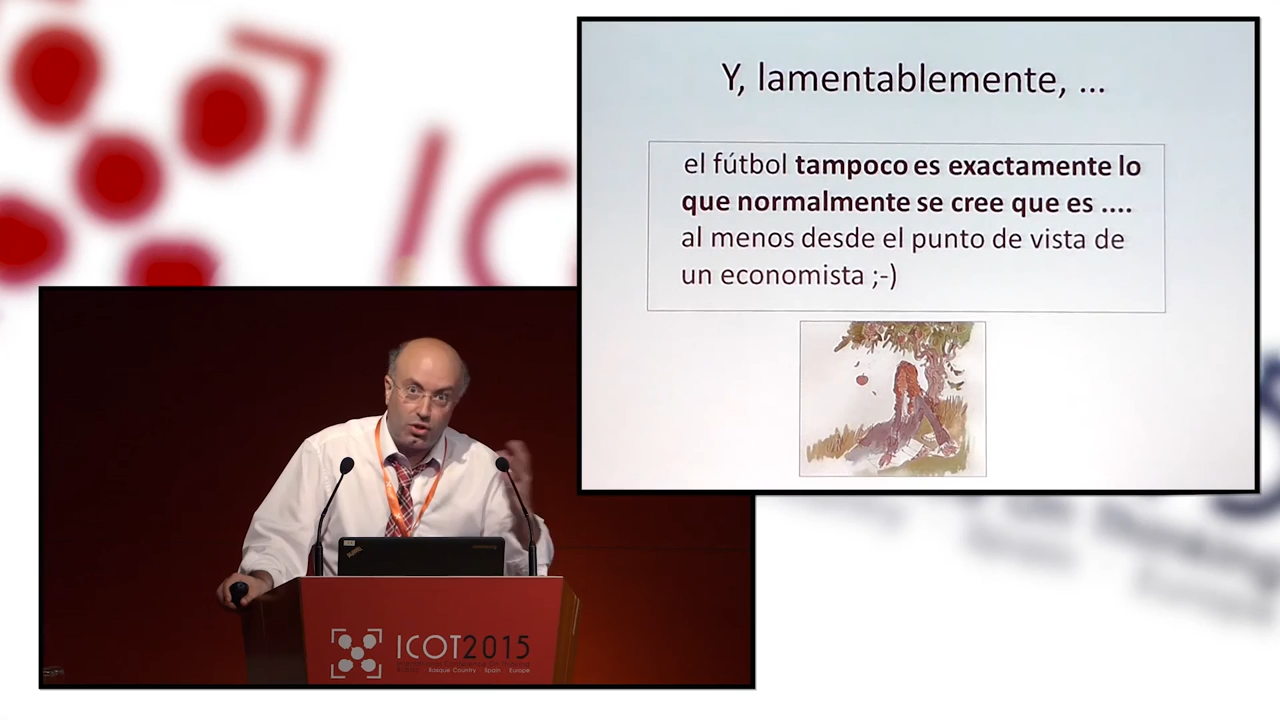 Y, lamentablemente, ...
el fútbol tampoco es exactamente lo
que normalmente se cree que es ....
al menos desde el punto de vista de
un economista ;-)
ICOT2015
Basque Country Spain Europe